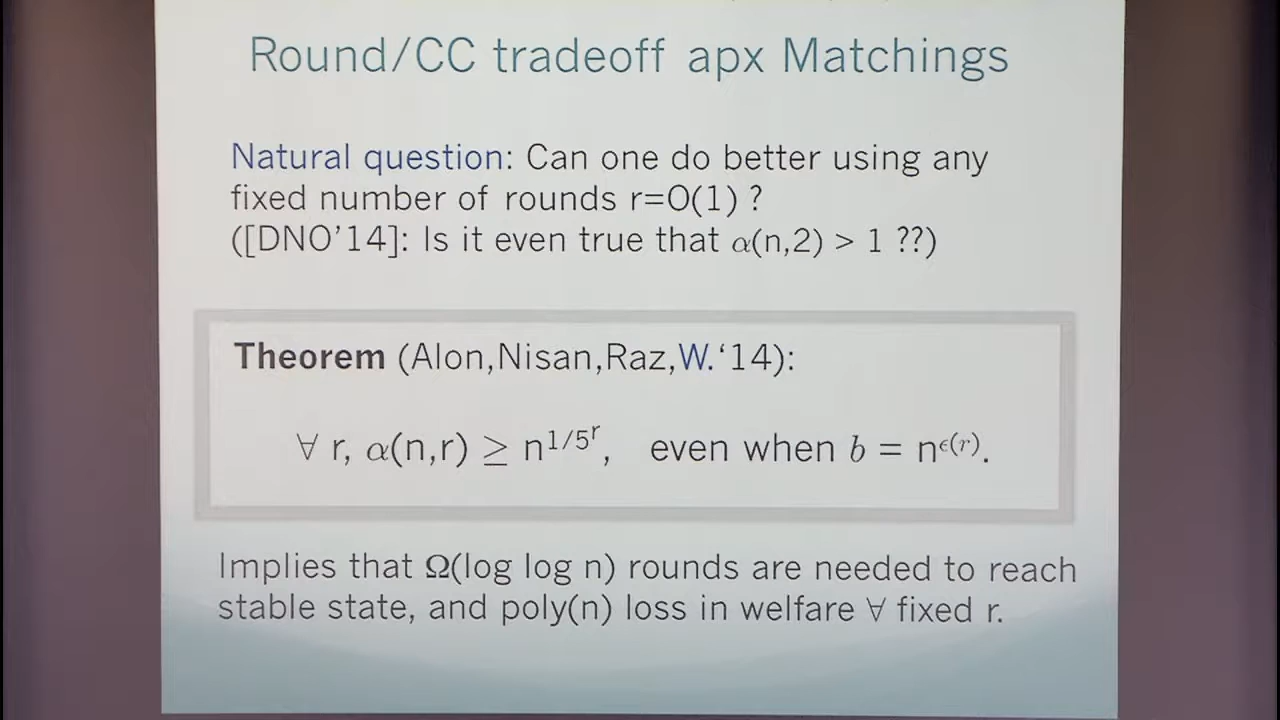 Round/CC tradeoff apx Matchings
Natural question: Can one do better using any
fixed number of rounds r=O(1) ?
([DNO’14]: Is it even true that α(n,2) > 1 ??)
Theorem (Alon,Nisan,Raz,W.‘14):
∀ r, α(n,r) ≥ n^{1/5^r}, even when b = n^{ϵ(r)}.
Implies that Ω(log log n) rounds are needed to reach
stable state, and poly(n) loss in welfare ∀ fixed r.